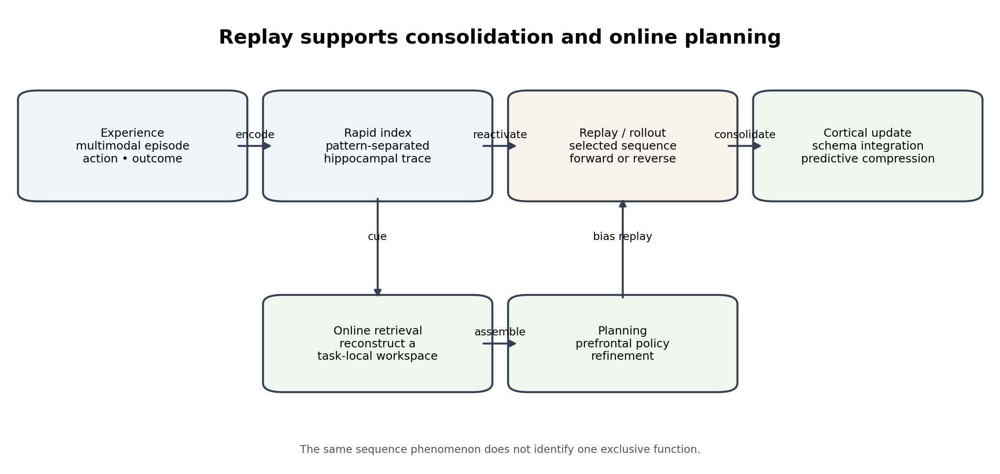 Replay supports consolidation and online planning
Experience
multimodal episode
action • outcome
encode
Rapid index
pattern-separated
hippocampal trace
reactivate
Replay / rollout
selected sequence
forward or reverse
consolidate
Cortical update
schema integration
predictive compression
cue
bias replay
Online retrieval
reconstruct a
task-local workspace
assemble
Planning
prefrontal policy
refinement
The same sequence phenomenon does not identify one exclusive function.